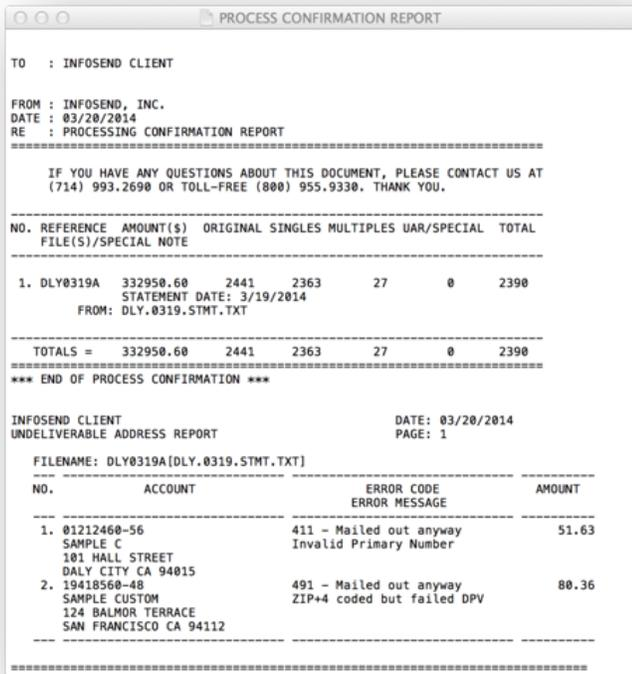 PROCESS CONFIRMATION REPORT
TO : INFOSEND CLIENT
FROM : INFOSEND, INC.
DATE : 03/20/2014
RE : PROCESSING CONFIRMATION REPORT
IF YOU HAVE ANY QUESTIONS ABOUT THIS DOCUMENT, PLEASE CONTACT US AT
(714) 993.2690 OR TOLL-FREE (800) 955.9330. THANK YOU.
NO. REFERENCE AMOUNT($) ORIGINAL SINGLES MULTIPLES UAR/SPECIAL TOTAL
FILE(S)/SPECIAL NOTE
1. DLY0319A 332950.60 2441 2363 27 0 2390
STATEMENT DATE: 3/19/2014
FROM: DLY.0319.STMT.TXT
TOTALS = 332950.60 2441 2363 27 0 2390
*** END OF PROCESS CONFIRMATION ***
INFOSEND CLIENT DATE: 03/20/2014
UNDELIVERABLE ADDRESS REPORT PAGE: 1
FILENAME: DLY0319A[DLY.0319.STMT.TXT]
NO. ACCOUNT ERROR CODE AMOUNT
ERROR MESSAGE
1. 01212460-56 411 - Mailed out anyway 51.63
SAMPLE C Invalid Primary Number
101 HALL STREET
DALY CITY CA 94015
2. 19418560-48 491 - Mailed out anyway 80.36
SAMPLE CUSTOM ZIP+4 coded but failed DPV
124 BALMOR TERRACE
SAN FRANCISCO CA 94112